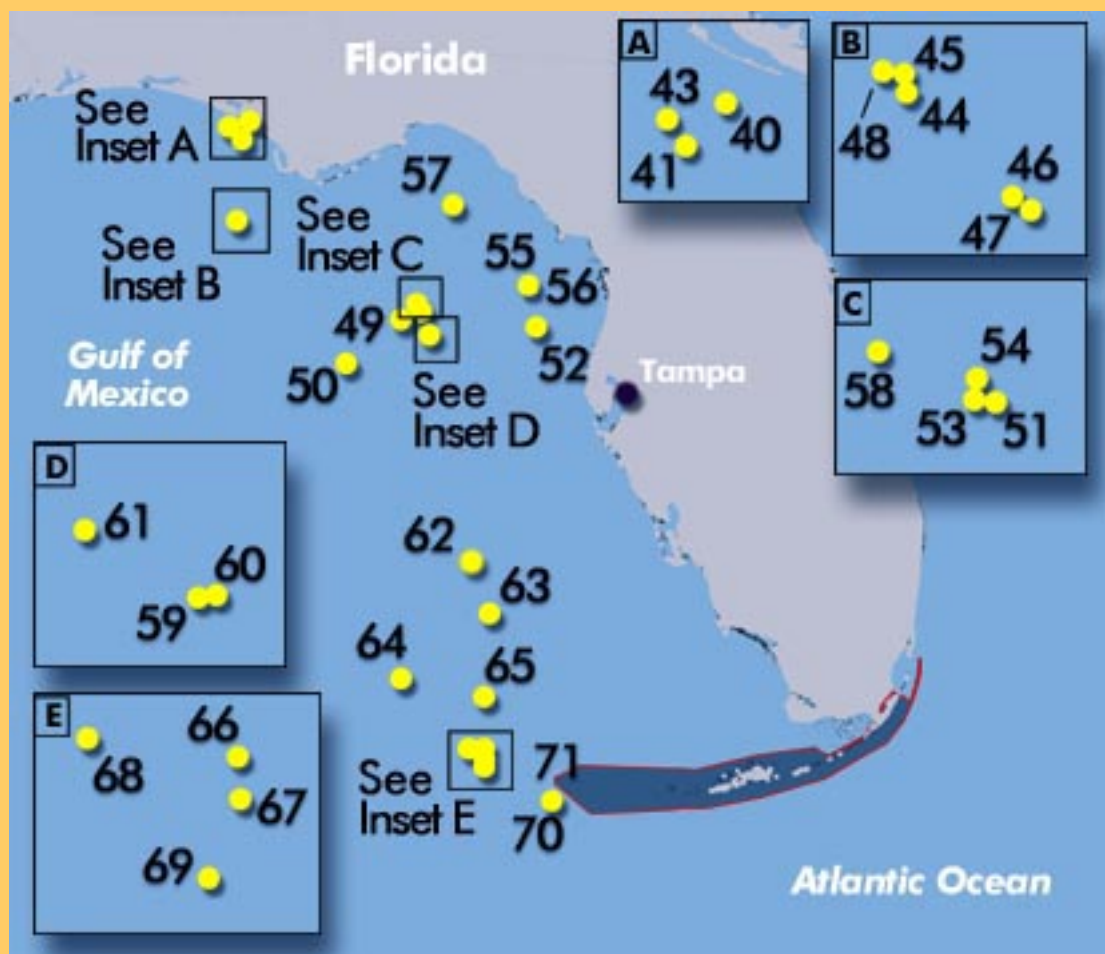 Florida
See
Inset A
See
Inset B
See
Inset C
57
55
56
49
50
52
See
Inset D
Gulf of
Mexico
Tampa
62
63
64
65
See
Inset E
71
70
Atlantic Ocean
A
43
40
41
B
45
44
48
46
47
C
54
58
53
51
D
61
60
59
E
66
68
67
69